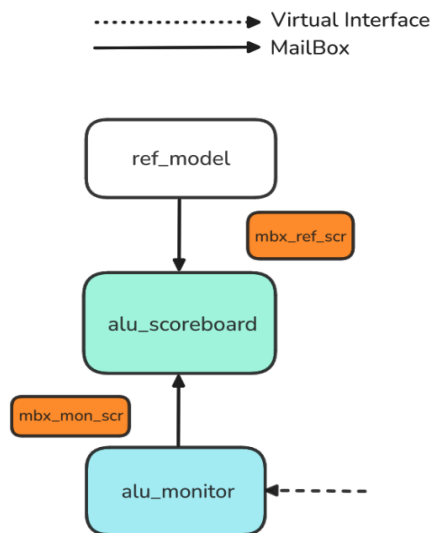 Virtual Interface
MailBox
ref_model
mbx_ref_scr
alu_scoreboard
mbx_mon_scr
alu_monitor